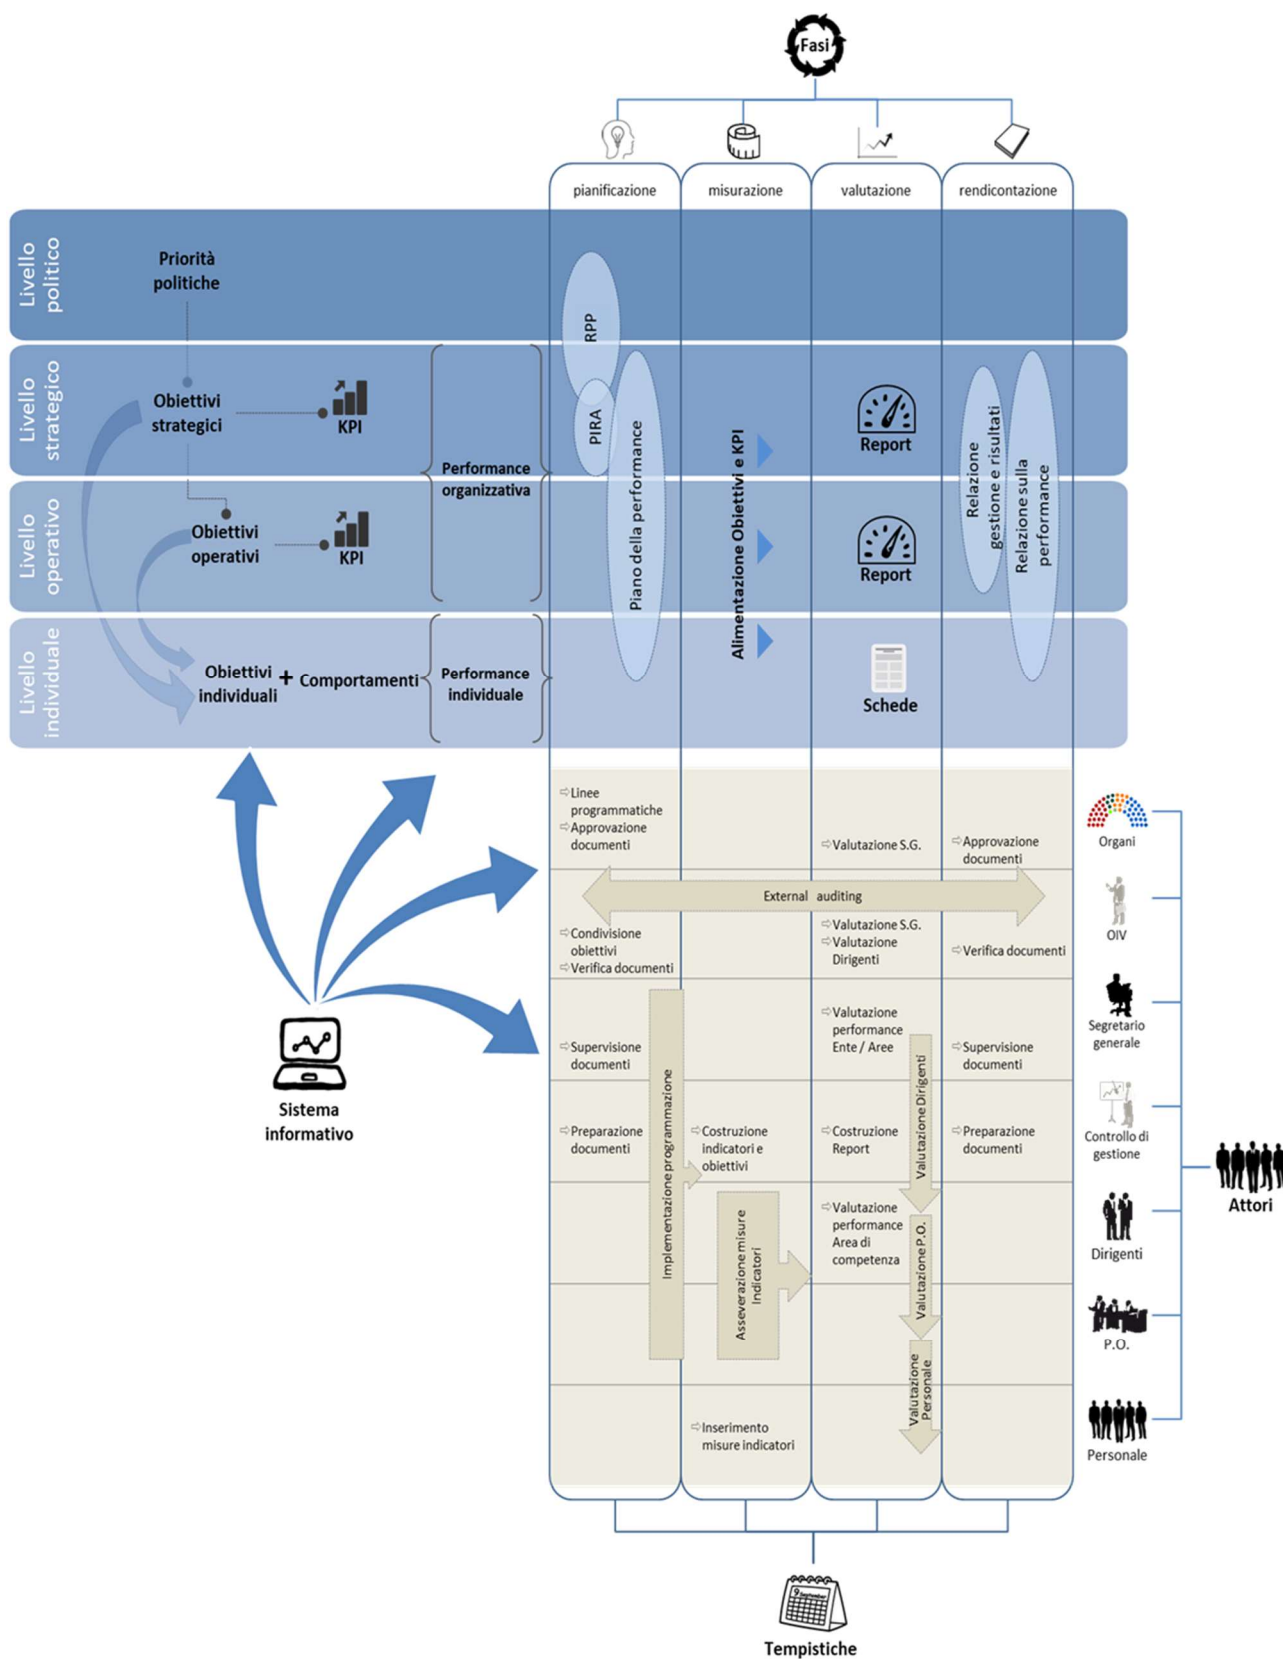 Fasi
pianificazione
misurazione
valutazione
rendicontazione
Livello
politico
Priorità
politiche
RPP
Livello
strategico
Obiettivi
strategici
KPI
PIRA
Report
Performance
organizzativa
Piano della performance
Alimentazione Obiettivi e KPI
Relazione
gestione e risultati
Relazione sulla
performance
Livello
operativo
Obiettivi
operativi
KPI
Report
Livello
individuale
Obiettivi
individuali
+
Comportamenti
Performance
individuale
Schede
⇨Linee
programmatiche
⇨Approvazione
documenti
⇨Valutazione S.G.
⇨Approvazione
documenti
Organi
External auditing
⇨Condivisione
obiettivi
⇨Verifica documenti
⇨Valutazione S.G.
⇨Valutazione
Dirigenti
⇨Verifica documenti
OIV
⇨Supervisione
documenti
⇨Valutazione
performance
Ente / Aree
⇨Supervisione
documenti
Segretario
generale
Sistema
informativo
Implementazione programmazione
Valutazione Dirigenti
⇨Preparazione
documenti
⇨Costruzione
indicatori e
obiettivi
⇨Costruzione
Report
⇨Preparazione
documenti
Controllo di
gestione
Attori
Asseverazione misure
Indicatori
⇨Valutazione
performance
Area di
competenza
Valutazione P.O.
Dirigenti
P.O.
Valutazione
Personale
⇨Inserimento
misure indicatori
Personale
9 September
Tempistiche